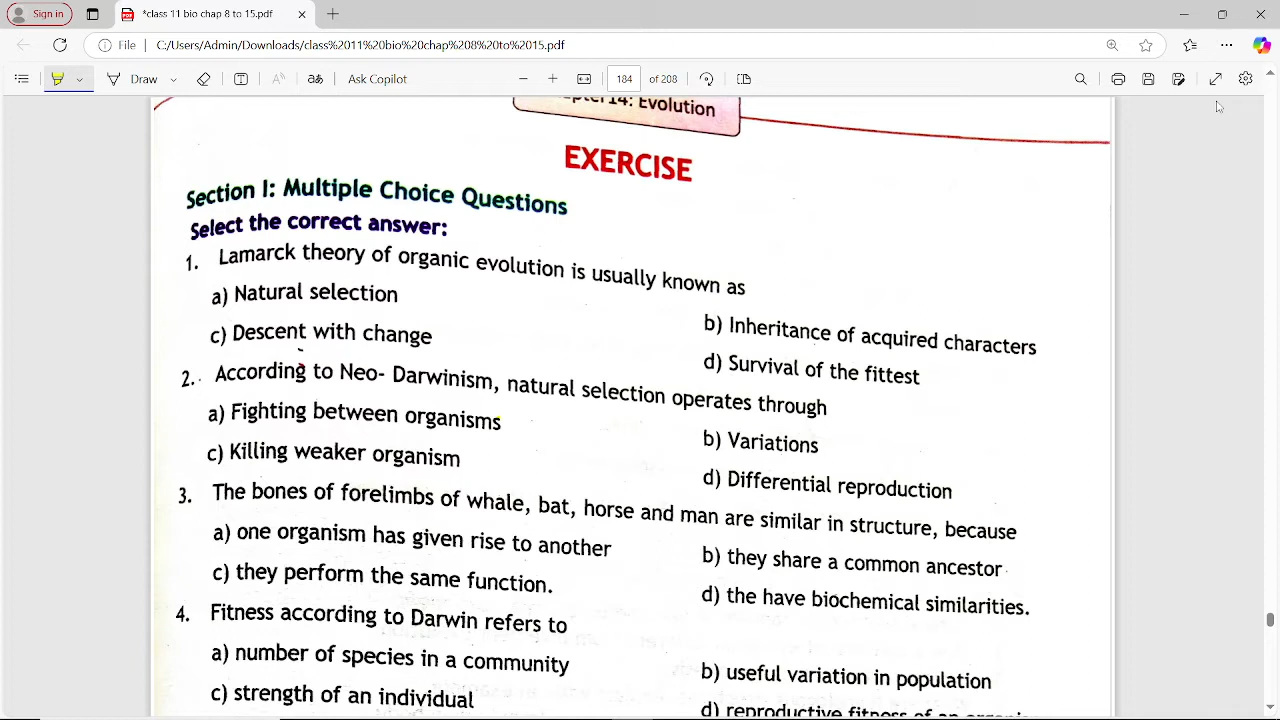 Sign in
*class 11 bio chap 8 to 15.pdf
File
C:/Users/Admin/Downloads/class%2011%20bio%20chap%208%20to%2015.pdf
Draw
Ask Copilot
184 of 208
14: Evolution
EXERCISE
Section I: Multiple Choice Questions
Select the correct answer:
1. Lamarck theory of organic evolution is usually known as
a) Natural selection
b) Inheritance of acquired characters
c) Descent with change
d) Survival of the fittest
2. According to Neo- Darwinism, natural selection operates through
a) Fighting between organisms
b) Variations
c) Killing weaker organism
d) Differential reproduction
3. The bones of forelimbs of whale, bat, horse and man are similar in structure, because
a) one organism has given rise to another
b) they share a common ancestor
c) they perform the same function.
d) the have biochemical similarities.
4. Fitness according to Darwin refers to
a) number of species in a community
b) useful variation in population
c) strength of an individual
d) reproductive fitness of an